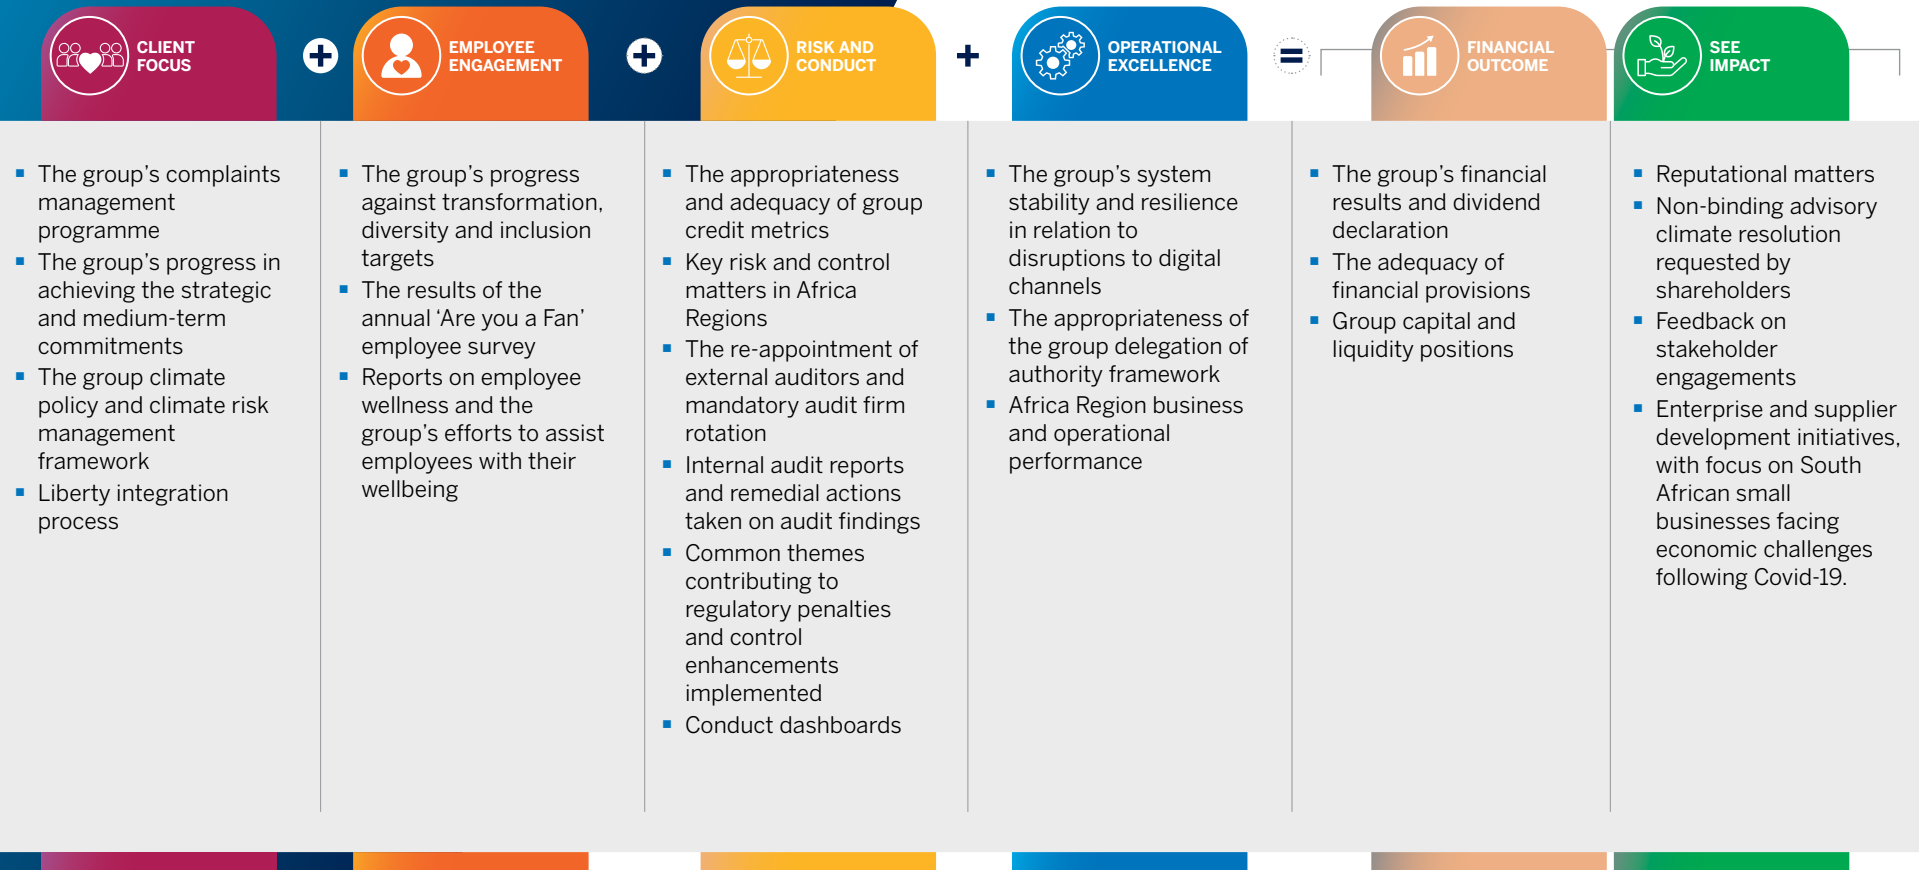 CLIENT
FOCUS
+
EMPLOYEE
ENGAGEMENT
+
RISK AND
CONDUCT
+
OPERATIONAL
EXCELLENCE
=
FINANCIAL
OUTCOME
SEE
IMPACT
▪ The group’s complaints
management
programme
▪ The group’s progress in
achieving the strategic
and medium-term
commitments
▪ The group climate
policy and climate risk
management
framework
▪ Liberty integration
process
▪ The group’s progress
against transformation,
diversity and inclusion
targets
▪ The results of the
annual ‘Are you a Fan’
employee survey
▪ Reports on employee
wellness and the
group’s efforts to assist
employees with their
wellbeing
▪ The appropriateness
and adequacy of group
credit metrics
▪ Key risk and control
matters in Africa
Regions
▪ The re-appointment of
external auditors and
mandatory audit firm
rotation
▪ Internal audit reports
and remedial actions
taken on audit findings
▪ Common themes
contributing to
regulatory penalties
and control
enhancements
implemented
▪ Conduct dashboards
▪ The group’s system
stability and resilience
in relation to
disruptions to digital
channels
▪ The appropriateness of
the group delegation of
authority framework
▪ Africa Region business
and operational
performance
▪ The group’s financial
results and dividend
declaration
▪ The adequacy of
financial provisions
▪ Group capital and
liquidity positions
▪ Reputational matters
▪ Non-binding advisory
climate resolution
requested by
shareholders
▪ Feedback on
stakeholder
engagements
▪ Enterprise and supplier
development initiatives,
with focus on South
African small
businesses facing
economic challenges
following Covid-19.